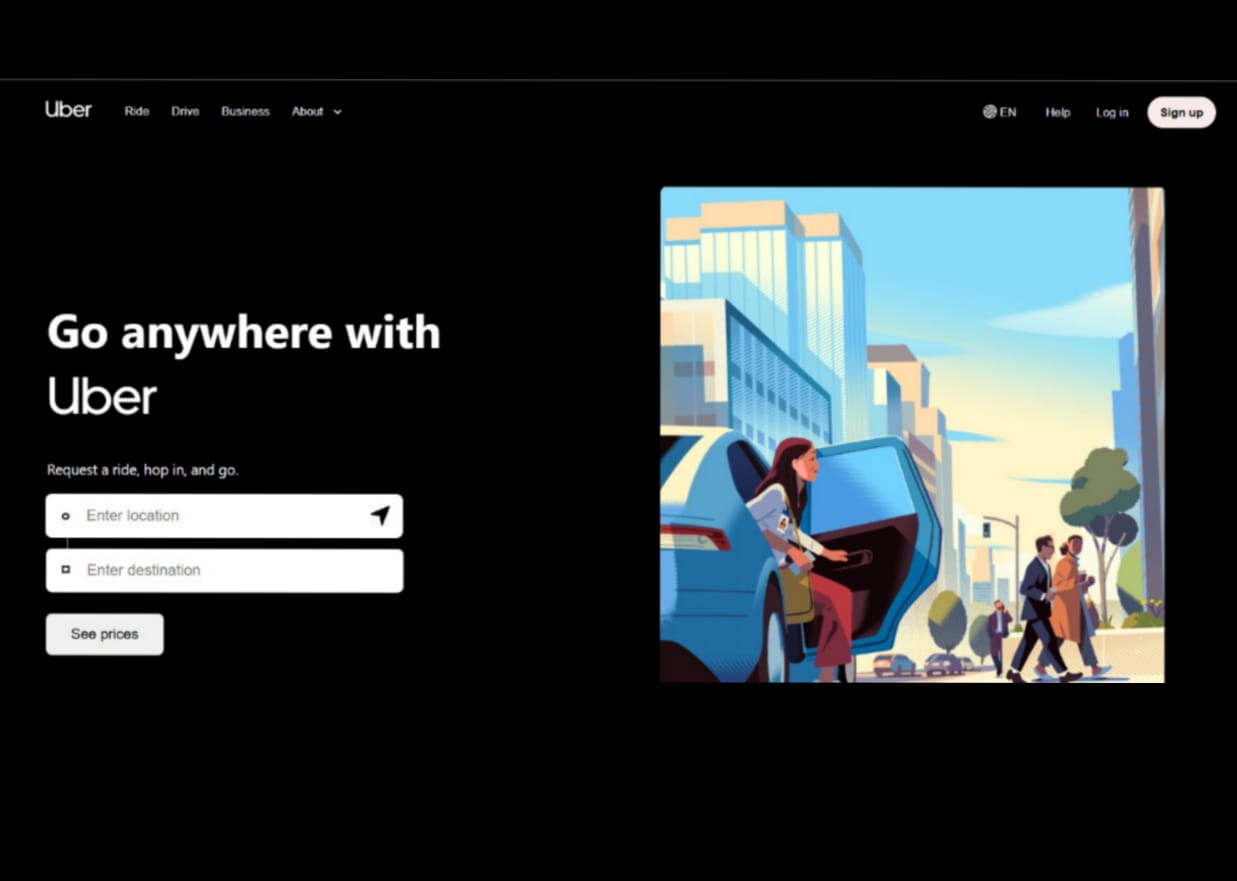 Uber Ride Drive Business About EN Help Log in Sign up
Go anywhere with
Uber
Request a ride, hop in, and go.
Enter location
Enter destination
See prices